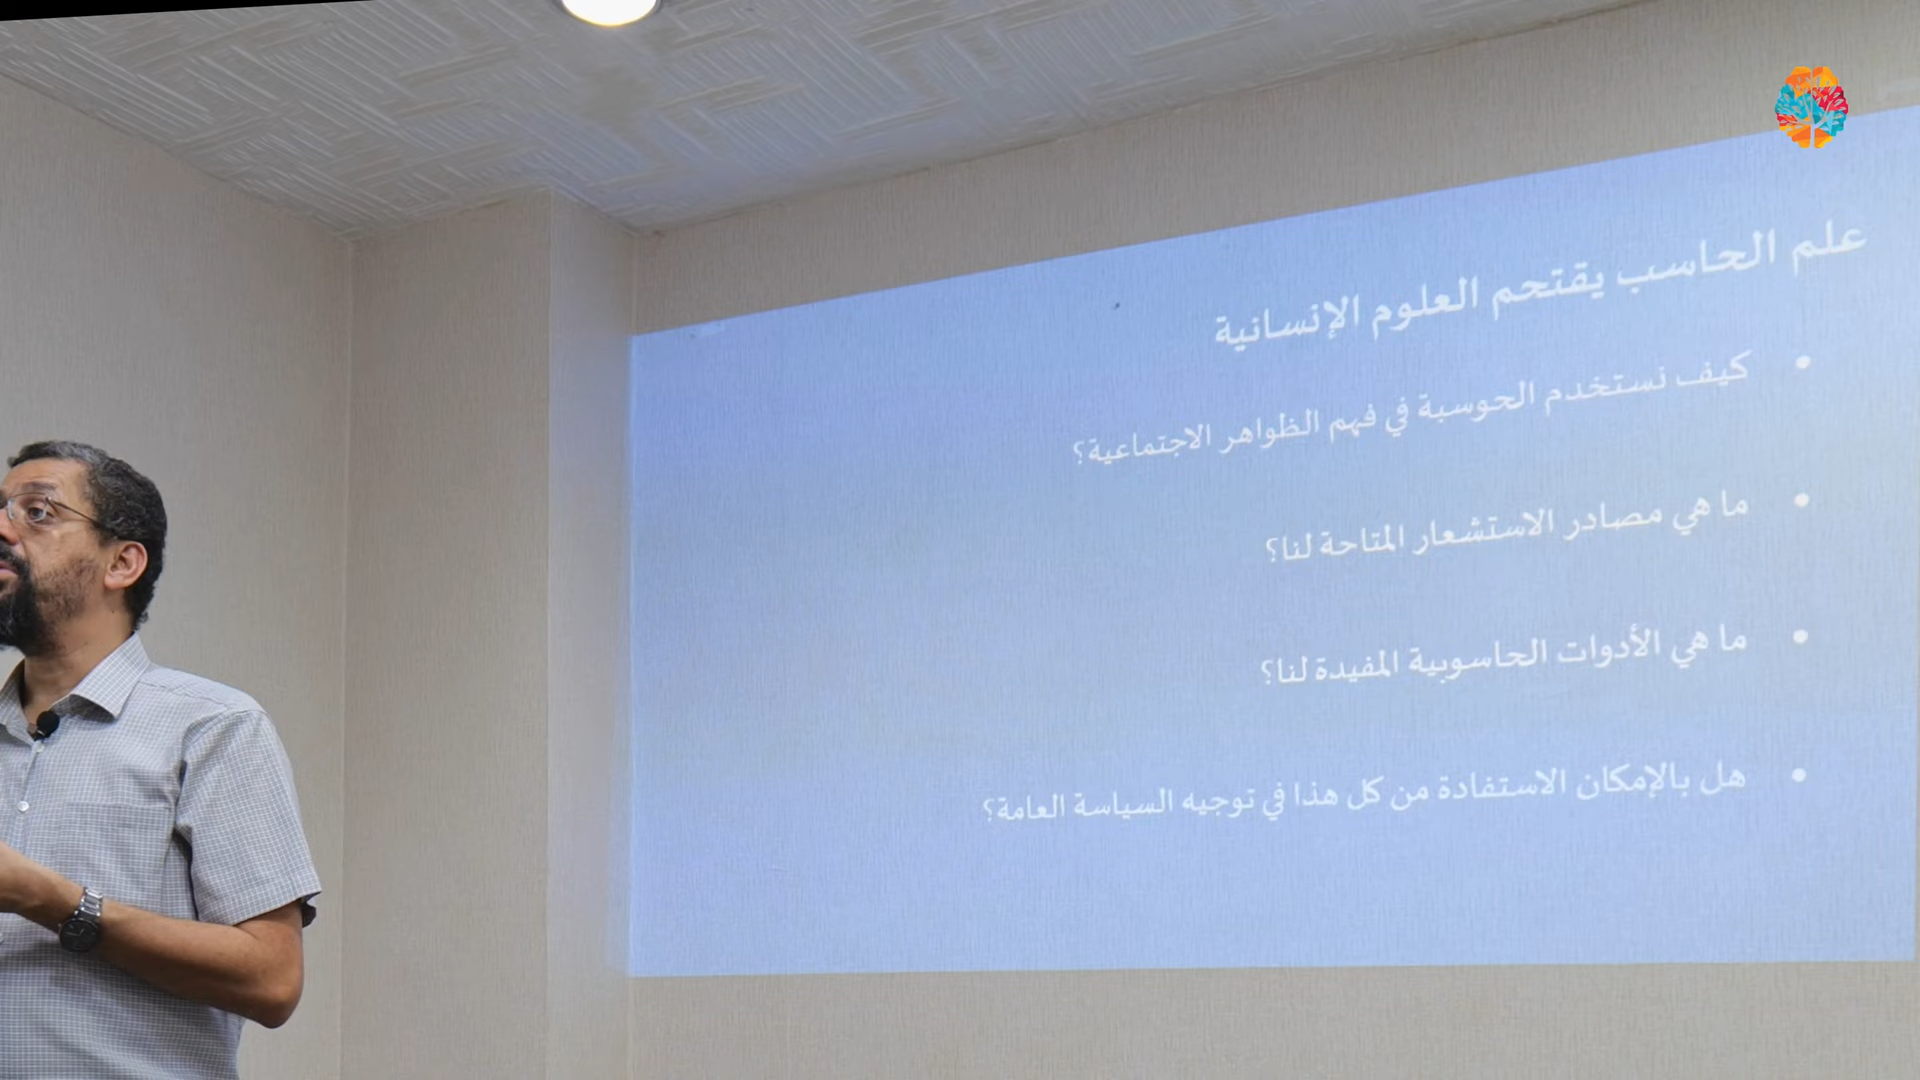 علم الحاسب يقتحم العلوم الإنسانية
• كيف نستخدم الحوسبة في فهم الظواهر الاجتماعية؟
• ما هي مصادر الاستشعار المتاحة لنا؟
• ما هي الأدوات الحاسوبية المفيدة لنا؟
• هل بالإمكان الاستفادة من كل هذا في توجيه السياسة العامة؟